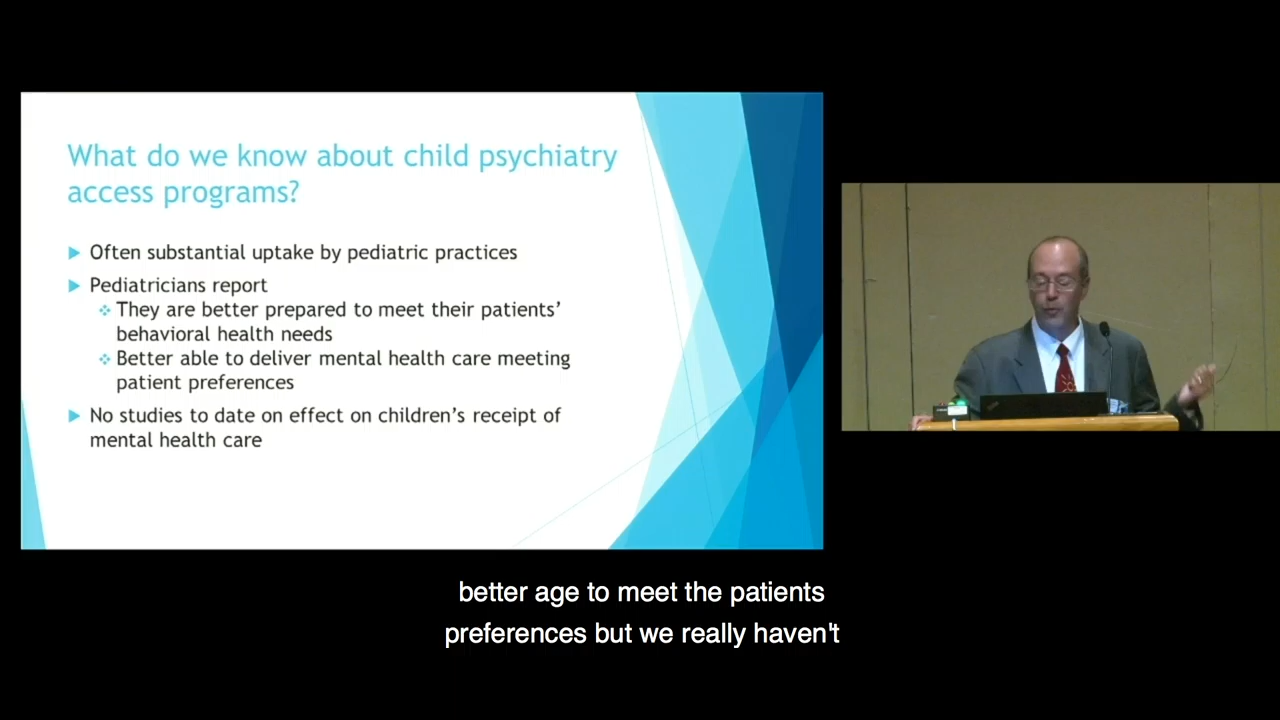 What do we know about child psychiatry
access programs?
Often substantial uptake by pediatric practices
Pediatricians report
They are better prepared to meet their patients’
behavioral health needs
Better able to deliver mental health care meeting
patient preferences
No studies to date on effect on children’s receipt of
mental health care
better age to meet the patients
preferences but we really haven't